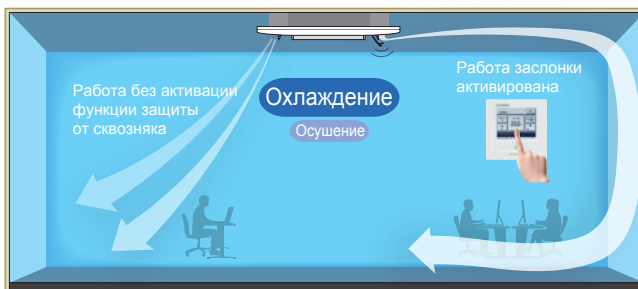 Работа без активации
функции защиты
от сквозняка
Охлаждение
Осушение
Работа заслонки
активирована